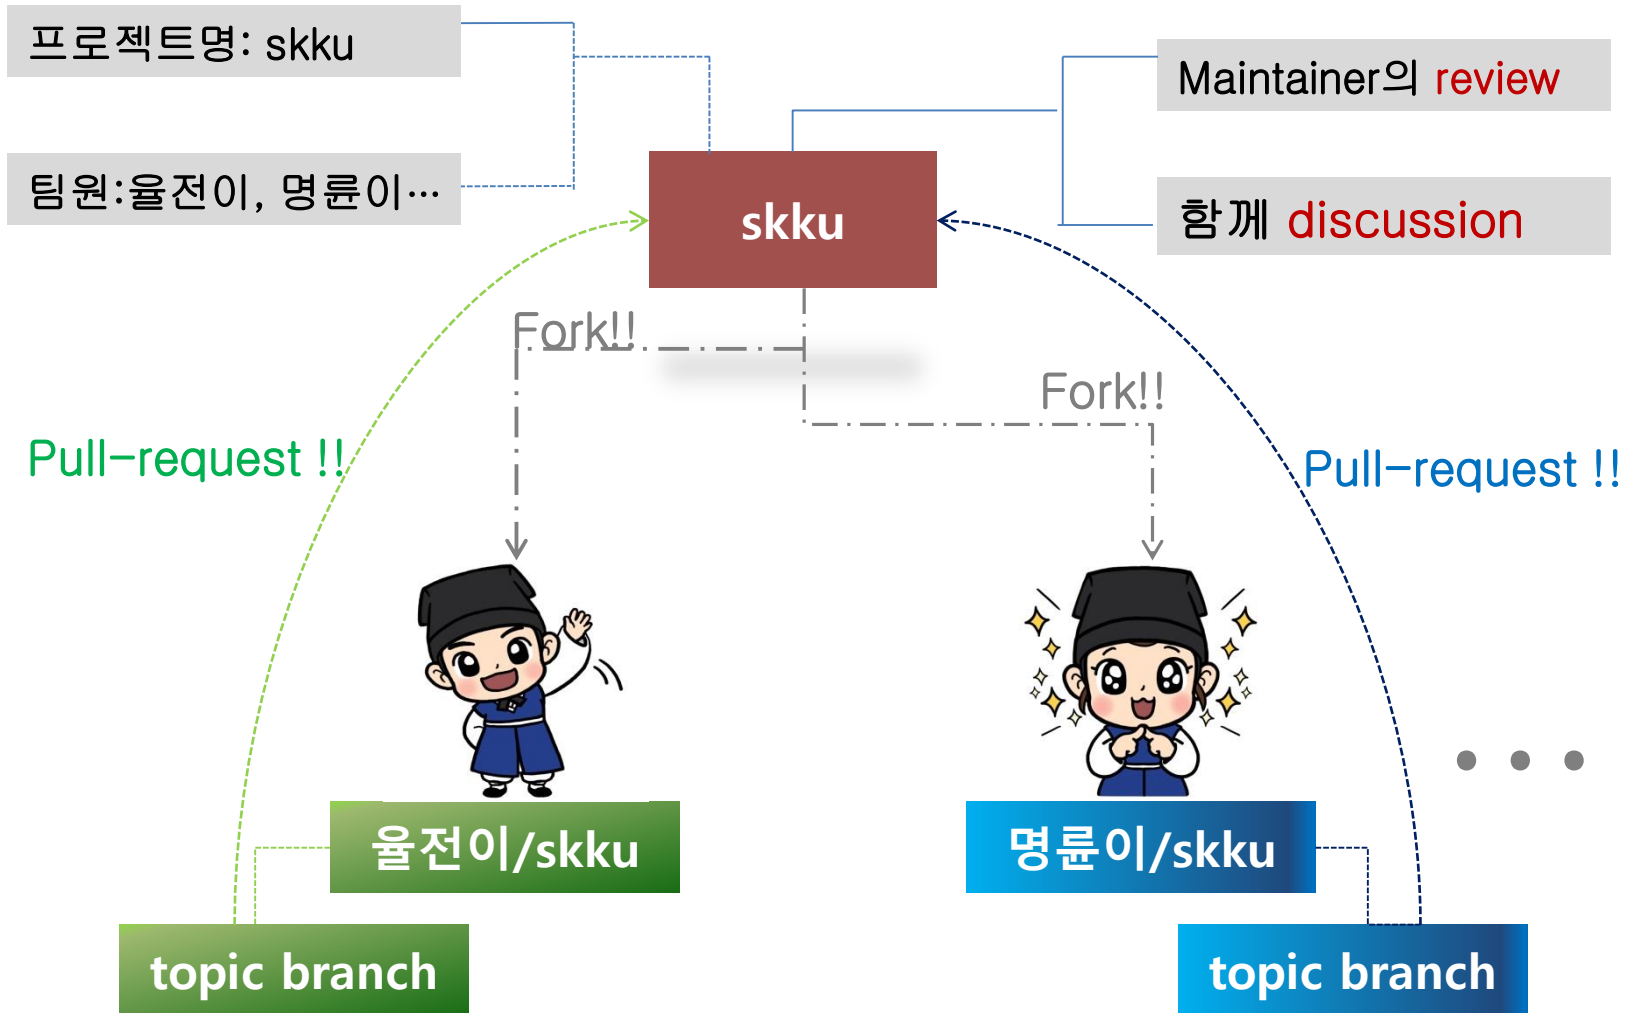 프로젝트명: skku
팀원:율전이, 명륜이…
Maintainer의 review
함께 discussion
skku
Fork!!
Fork!!
Pull-request !!
Pull-request !!
율전이/skku
명륜이/skku
topic branch
topic branch